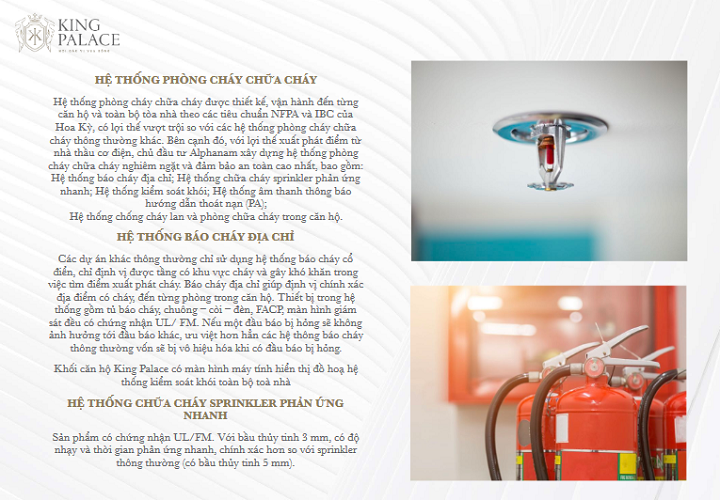 KING
PALACE
HỆ THỐNG PHÒNG CHÁY CHỮA CHÁY
Hệ thống phòng cháy chữa cháy được thiết kế, vận hành đến từng
căn hộ và toàn bộ tòa nhà theo các tiêu chuẩn NFPA và IBC của
Hoa Kỳ, có lợi thế vượt trội so với các hệ thống phòng cháy chữa
cháy thông thường khác. Bên cạnh đó, với lợi thế xuất phát điểm từ
nhà thầu cơ điện, chủ đầu tư Alphanam xây dựng hệ thống phòng
cháy chữa cháy nghiêm ngặt và đảm bảo an toàn cao nhất, bao gồm:
Hệ thống báo cháy địa chỉ; Hệ thống chữa cháy sprinkler phản ứng
nhanh; Hệ thống kiểm soát khói; Hệ thống âm thanh thông báo
hướng dẫn thoát nạn (PA);
Hệ thống chống cháy lan và phòng chữa cháy trong căn hộ.
HỆ THỐNG BÁO CHÁY ĐỊA CHỈ
Các dự án khác thông thường chỉ sử dụng hệ thống báo cháy cổ
điển, chỉ định vị được tầng có khu vực cháy và gây khó khăn trong
việc tìm điểm xuất phát cháy. Báo cháy địa chỉ giúp định vị chính xác
địa điểm có cháy, đến từng phòng trong căn hộ. Thiết bị trong hệ
thống gồm tủ báo cháy, chuông – còi – đèn, FACP, màn hình giám
sát đều có chứng nhận UL/ FM. Nếu một đầu báo bị hỏng sẽ không
ảnh hưởng tới đầu báo khác, ưu việt hơn hẳn các hệ thống báo cháy
thông thường vốn sẽ bị vô hiệu hóa khi có đầu báo bị hỏng.
Khối căn hộ King Palace có màn hình máy tính hiển thị đồ hoạ hệ
thống kiểm soát khói toàn bộ toà nhà
HỆ THỐNG CHỮA CHÁY SPRINKLER PHẢN ỨNG
NHANH
Sản phẩm có chứng nhận UL/FM. Với bầu thủy tinh 3 mm, có độ
nhạy và thời gian phản ứng nhanh, chính xác hơn so với sprinkler
thông thường (có bầu thủy tinh 5 mm).